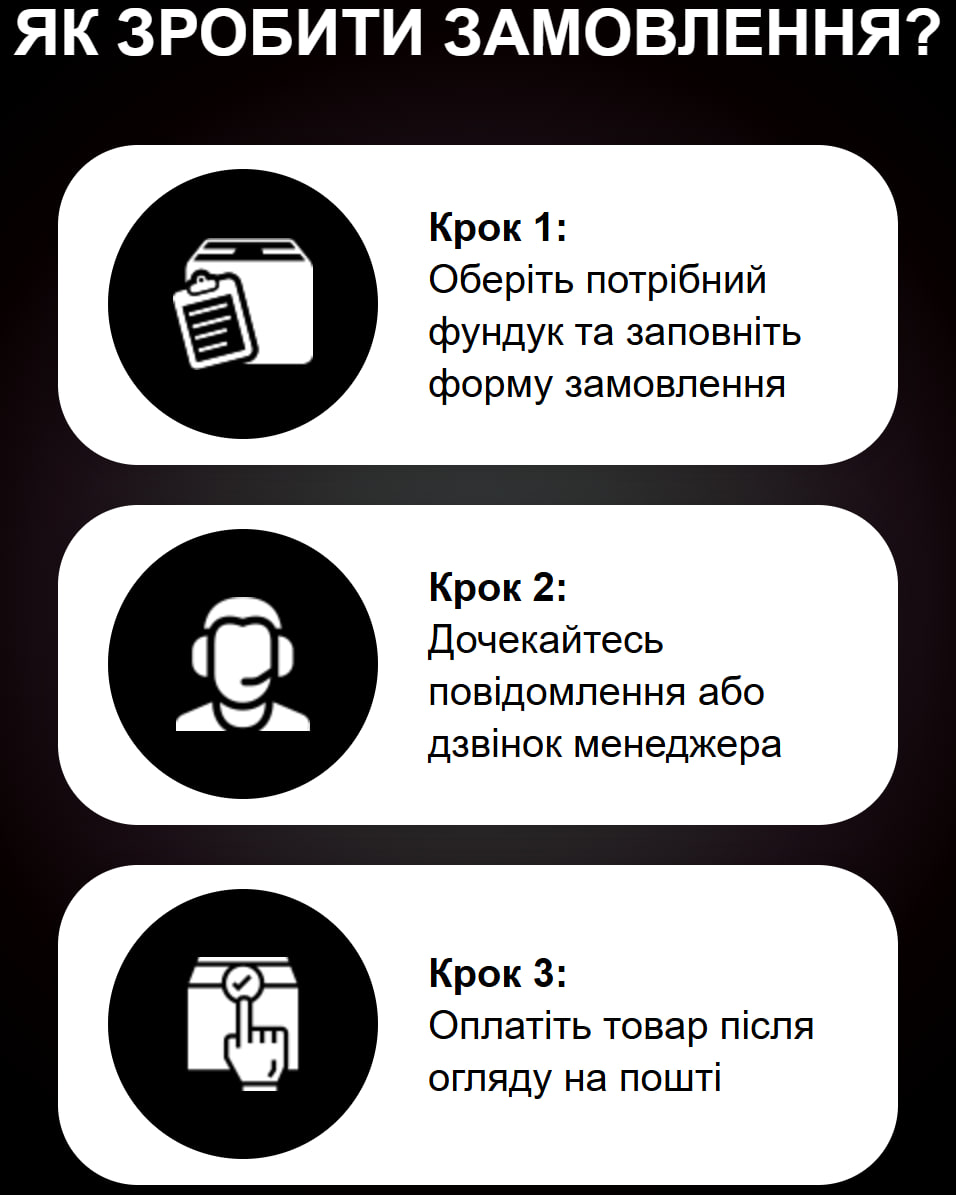 ЯК ЗРОБИТИ ЗАМОВЛЕННЯ?
Крок 1:
Оберіть потрібний
фундук та заповніть
форму замовлення
Крок 2:
Дочекайтесь
повідомлення або
дзвінок менеджера
Крок 3:
Оплатіть товар після
огляду на пошті